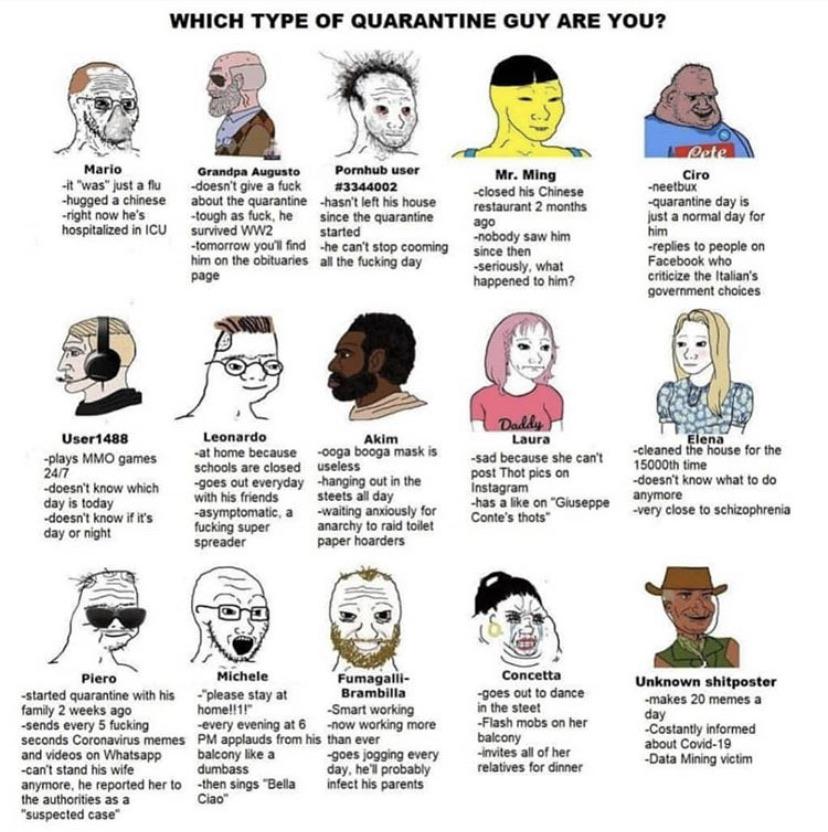 WHICH TYPE OF QUARANTINE GUY ARE YOU?
Mario
-it "was" just a flu
-hugged a chinese
-right now he's
hospitalized in ICU
Grandpa Augusto
-doesn't give a fuck
about the quarantine
-tough as fuck, he
survived WW2
-tomorrow you'll find
him on the obituaries
page
Pornhub user
#3344002
-hasn't left his house
since the quarantine
started
-he can't stop cooming
all the fucking day
Mr. Ming
-closed his Chinese
restaurant 2 months
ago
-nobody saw him
since then
-seriously, what
happened to him?
Pete
Ciro
-neetbux
-quarantine day is
just a normal day for
him
-replies to people on
Facebook who
criticize the Italian's
government choices
User1488
-plays MMO games
24/7
-doesn't know which
day is today
-doesn't know if it's
day or night
Leonardo
-at home because
schools are closed
-goes out everyday
with his friends
-asymptomatic, a
fucking super
spreader
Akim
-ooga booga mask is
useless
-hanging out in the
steets all day
-waiting anxiously for
anarchy to raid toilet
paper hoarders
Daddy
Laura
-sad because she can't
post Thot pics on
Instagram
-has a like on "Giuseppe
Conte's thots"
Elena
-cleaned the house for the
15000th time
-doesn't know what to do
anymore
-very close to schizophrenia
Piero
-started quarantine with his
family 2 weeks ago
-sends every 5 fucking
seconds Coronavirus memes
and videos on Whatsapp
-can't stand his wife
anymore, he reported her to
the authorities as a
"suspected case"
Michele
-"please stay at
home!!1!"
-every evening at 6
PM applauds from his
balcony like a
dumbass
-then sings "Bella
Ciao"
Fumagalli-
Brambilla
-Smart working
-now working more
than ever
-goes jogging every
day, he'll probably
infect his parents
Concetta
-goes out to dance
in the steet
-Flash mobs on her
balcony
-invites all of her
relatives for dinner
Unknown shitposter
-makes 20 memes a
day
-Costantly informed
about Covid-19
-Data Mining victim